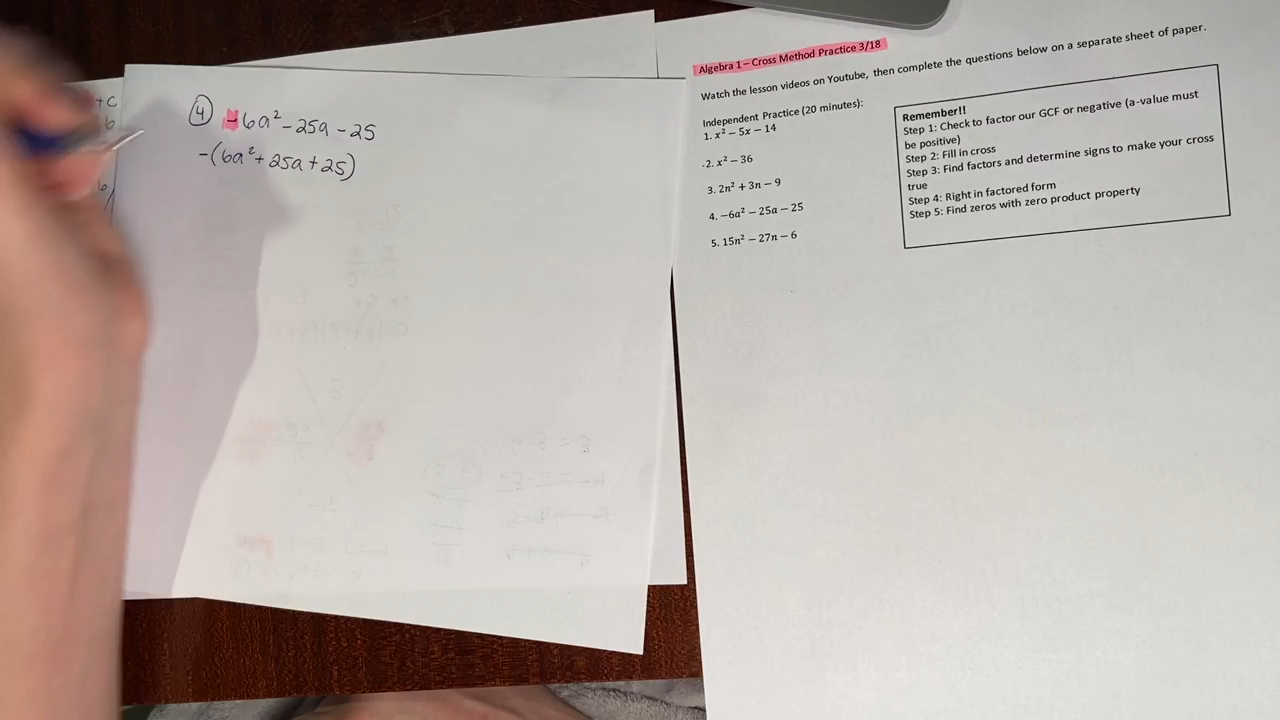 +C
b
④ -6a² - 25a - 25
-(6a² + 25a + 25)
Algebra 1 – Cross Method Practice 3/18
Watch the lesson videos on Youtube, then complete the questions below on a separate sheet of paper.
Independent Practice (20 minutes):
1. x² − 5x − 14
2. x² − 36
3. 2n² + 3n − 9
4. −6a² − 25a − 25
5. 15n² − 27n − 6
Remember!!
Step 1: Check to factor our GCF or negative (a-value must
be positive)
Step 2: Fill in cross
Step 3: Find factors and determine signs to make your cross
true
Step 4: Right in factored form
Step 5: Find zeros with zero product property